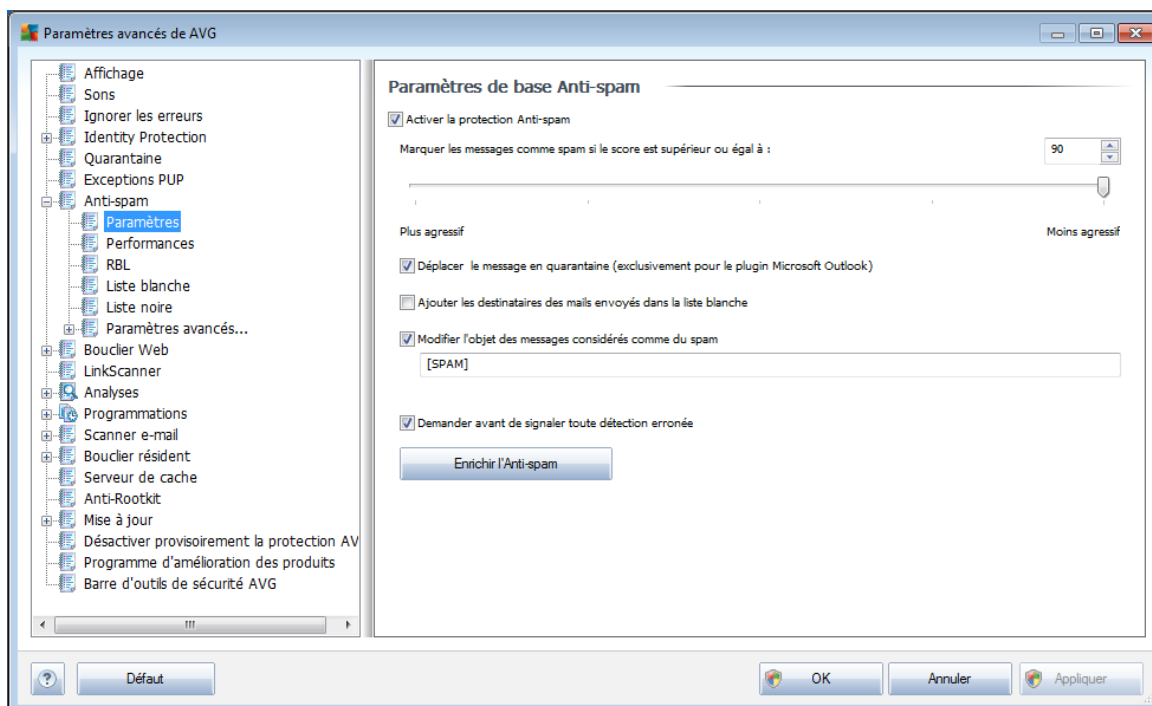 Paramètres avancés de AVG
Affichage
Sons
Ignorer les erreurs
Identity Protection
Quarantaine
Exceptions PUP
Anti-spam
Paramètres
Performances
RBL
Liste blanche
Liste noire
Paramètres avancés...
Bouclier Web
LinkScanner
Analyses
Programmations
Scanner e-mail
Bouclier résident
Serveur de cache
Anti-Rootkit
Mise à jour
Désactiver provisoirement la protection AV
Programme d'amélioration des produits
Barre d'outils de sécurité AVG
Paramètres de base Anti-spam
Activer la protection Anti-spam
Marquer les messages comme spam si le score est supérieur ou égal à :
90
Plus agressif
Moins agressif
Déplacer le message en quarantaine (exclusivement pour le plugin Microsoft Outlook)
Ajouter les destinataires des mails envoyés dans la liste blanche
Modifier l'objet des messages considérés comme du spam
[SPAM]
Demander avant de signaler toute détection erronée
Enrichir l'Anti-spam
?
Défaut
OK
Annuler
Appliquer